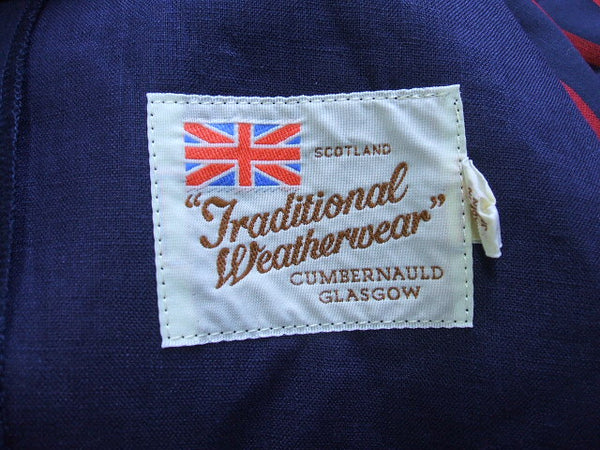 SCOTLAND
"Traditional
Weatherwear"
CUMBERNAULD
GLASGOW